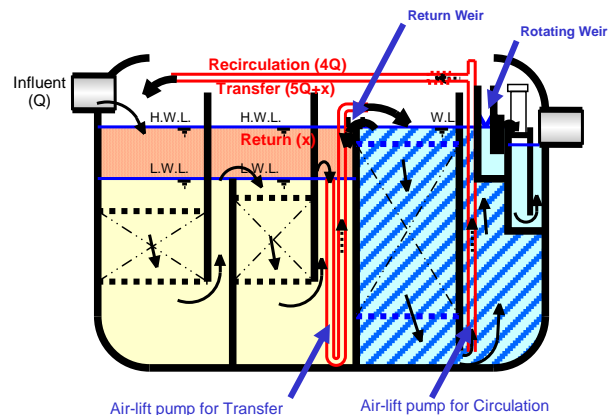 Return Weir
Rotating Weir
Recirculation (4Q)
Transfer (5Q+x)
Influent
(Q)
H.W.L.
H.W.L.
W.L
Return (x)
L.W.L.
L.W.L.
Air-lift pump for Transfer
Air-lift pump for Circulation